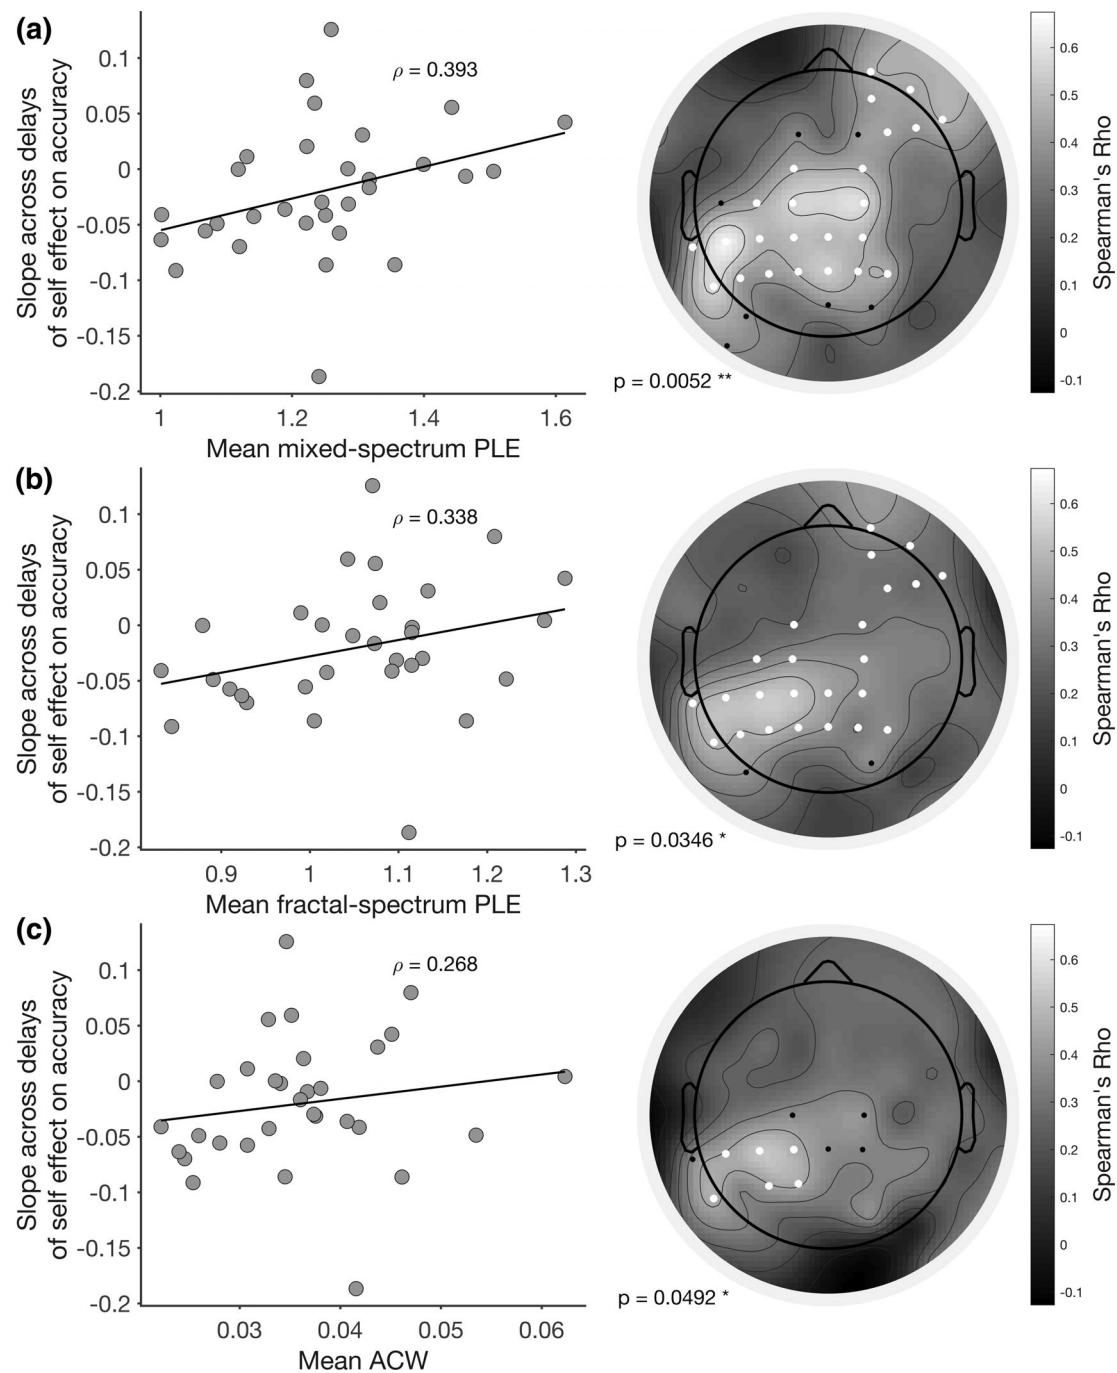 (a)
Slope across delays
of self effect on accuracy
0.1
0.05
0
-0.05
-0.1
-0.15
-0.2
ρ = 0.393
1
1.2
1.4
1.6
Mean mixed-spectrum PLE
p = 0.0052 **
0.6
0.5
0.4
0.3
0.2
0.1
0
-0.1
Spearman's Rho
(b)
Slope across delays
of self effect on accuracy
0.1
0.05
0
-0.05
-0.1
-0.15
-0.2
ρ = 0.338
0.9
1
1.1
1.2
1.3
Mean fractal-spectrum PLE
p = 0.0346 *
0.6
0.5
0.4
0.3
0.2
0.1
0
-0.1
Spearman's Rho
(c)
Slope across delays
of self effect on accuracy
0.1
0.05
0
-0.05
-0.1
-0.15
-0.2
ρ = 0.268
0.03
0.04
0.05
0.06
Mean ACW
p = 0.0492 *
0.6
0.5
0.4
0.3
0.2
0.1
0
-0.1
Spearman's Rho